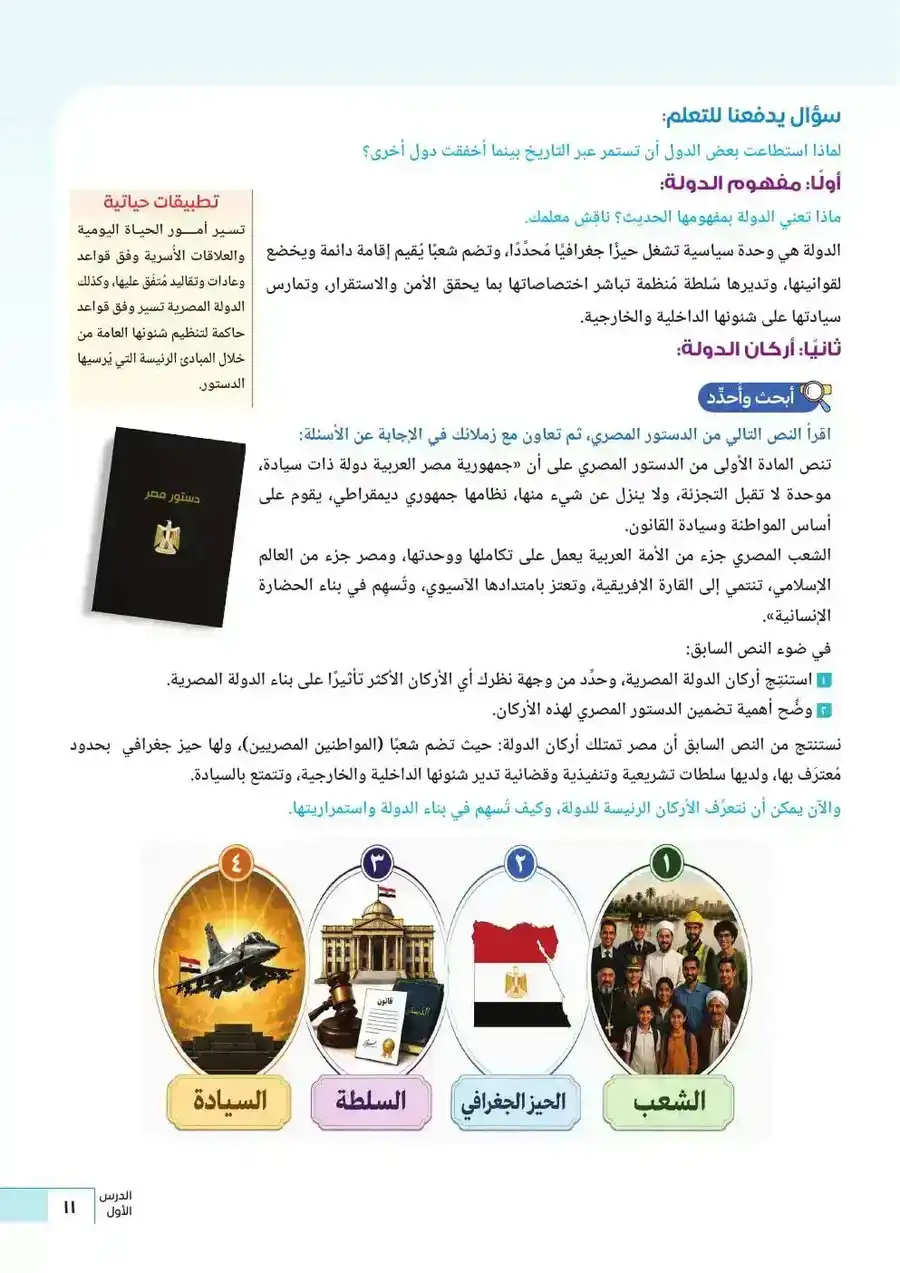 سؤال يدفعنا للتعلم:
لماذا استطاعت بعض الدول أن تستمر عبر التاريخ بينما أخفقت دول أخرى؟
أولًا: مفهوم الدولة:
ماذا تعني الدولة بمفهومها الحديث؟ ناقِش معلمك.
الدولة هي وحدة سياسية تشغل حيزًا جغرافيًا مُحدَّدًا، وتضم شعبًا يُقيم إقامة دائمة ويخضع
لقوانينها، وتديرها سُلطة مُنظمة تباشر اختصاصاتها بما يحقق الأمن والاستقرار، وتمارس
سيادتها على شئونها الداخلية والخارجية.
تطبيقات حياتية
تسـير أمـــور الحيـاة اليومية
والعلاقات الأُسرية وفق قواعد
وعادات وتقاليد مُتفَق عليها، وكذلك
الدولة المصرية تسير وفق قواعد
حاكمة لتنظيم شئونها العامة من
خلال المبادئ الرئيسة التي يُرسيها
الدستور.
ثانيًا: أركان الدولة:
أبحث وأحدِّد
اقرأ النص التالي من الدستور المصري، ثم تعاون مع زملائك في الإجابة عن الأسئلة:
تنص المادة الأولى من الدستور المصري على أن «جمهورية مصر العربية دولة ذات سيادة،
موحدة لا تقبل التجزئة، ولا ينزل عن شيء منها، نظامها جمهوري ديمقراطي، يقوم على
أساس المواطنة وسيادة القانون.
الشعب المصري جزء من الأمة العربية يعمل على تكاملها ووحدتها، ومصر جزء من العالم
الإسلامي، تنتمي إلى القارة الإفريقية، وتعتز بامتدادها الآسيوي، وتُسهِم في بناء الحضارة
الإنسانية».
دستور مصر
في ضوء النص السابق:
١ استنتِج أركان الدولة المصرية، وحدِّد من وجهة نظرك أي الأركان الأكثر تأثيرًا على بناء الدولة المصرية.
٢ وضِّح أهمية تضمين الدستور المصري لهذه الأركان.
نستنتج من النص السابق أن مصر تمتلك أركان الدولة: حيث تضم شعبًا (المواطنين المصريين)، ولها حيز جغرافي بحدود
مُعترَف بها، ولديها سلطات تشريعية وتنفيذية وقضائية تدير شئونها الداخلية والخارجية، وتتمتع بالسيادة.
والآن يمكن أن نتعرَّف الأركان الرئيسة للدولة، وكيف تُسهِم في بناء الدولة واستمراريتها.
١
٢
٣
٤
قانون
الدستور
الشعب
الحيز الجغرافي
السلطة
السيادة
الدرس
الأول
١١